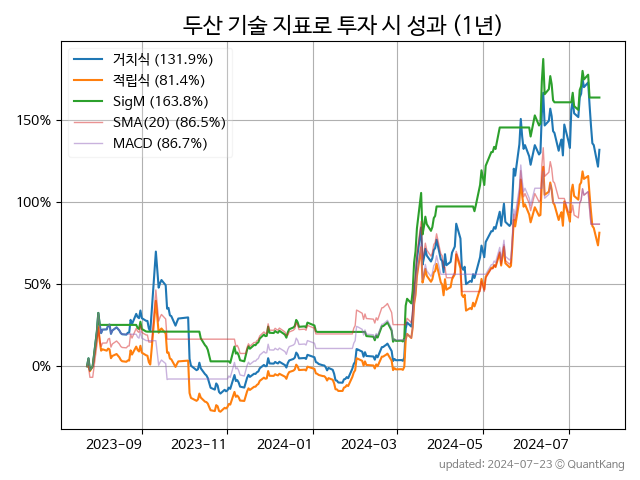 두산 기술 지표로 투자 시 성과 (1년)
거치식 (131.9%)
적립식 (81.4%)
SigM (163.8%)
SMA(20) (86.5%)
MACD (86.7%)
150%
100%
50%
0%
2023-09
2023-11
2024-01
2024-03
2024-05
2024-07
updated: 2024-07-23 © QuantKang